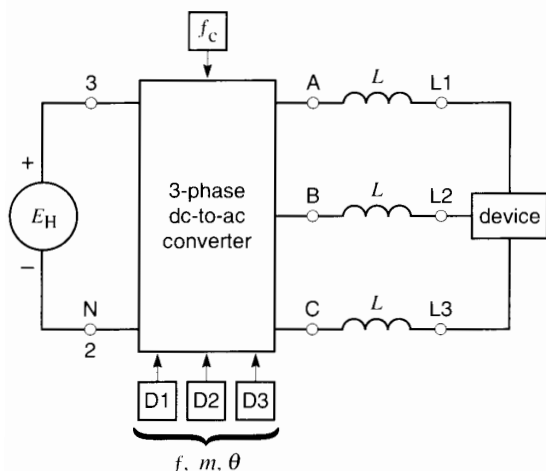 f_c
3
A
L
L1
+
E_H
−
3-phase
dc-to-ac
converter
B
L
L2
device
N
2
C
L
L3
D1
D2
D3
f, m, θ